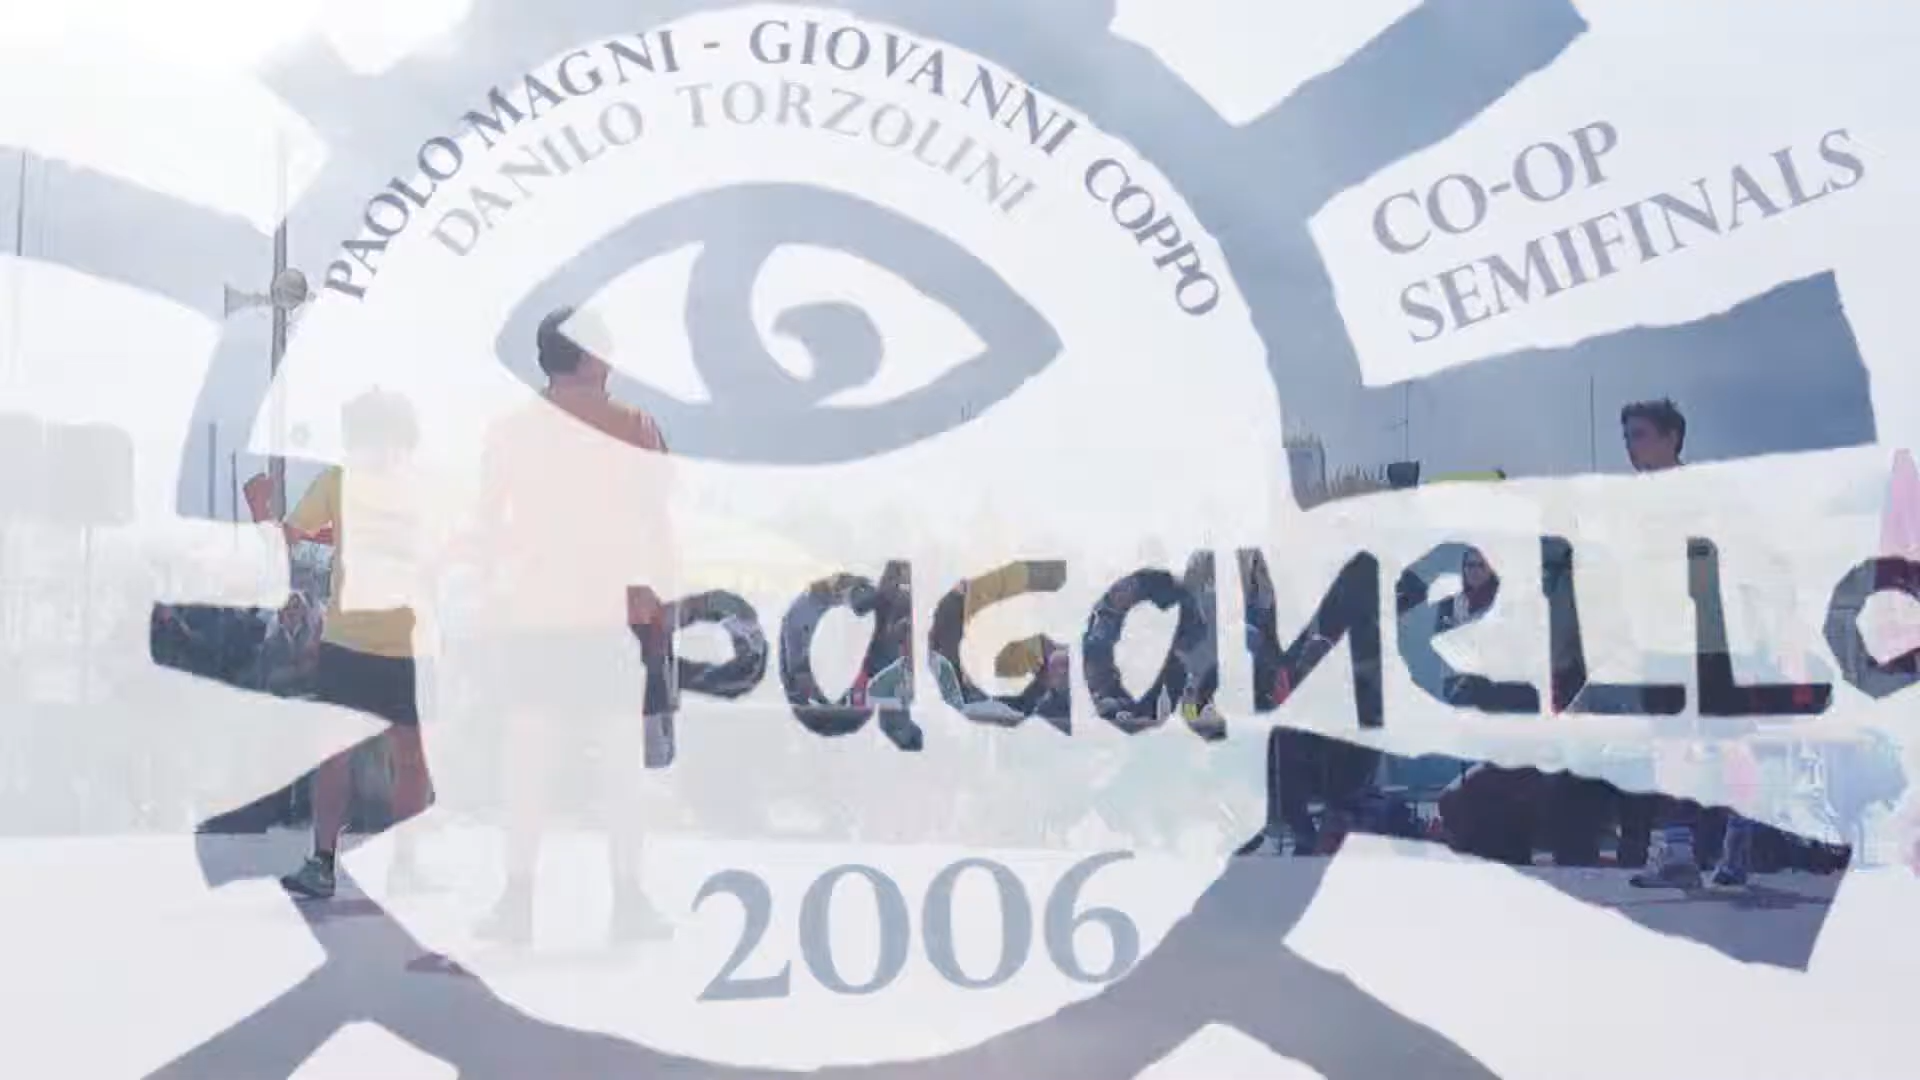 PAOLO MAGNI - GIOVANNI COPPO
DANILO TORZOLINI
CO-OP
SEMIFINALS
paganello
2006